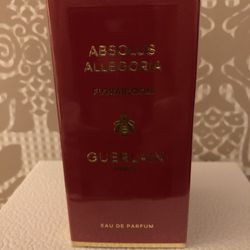 ABSOLUS
ALLEGORIA
GUERLAIN
PARIS
EAU DE PARFUM